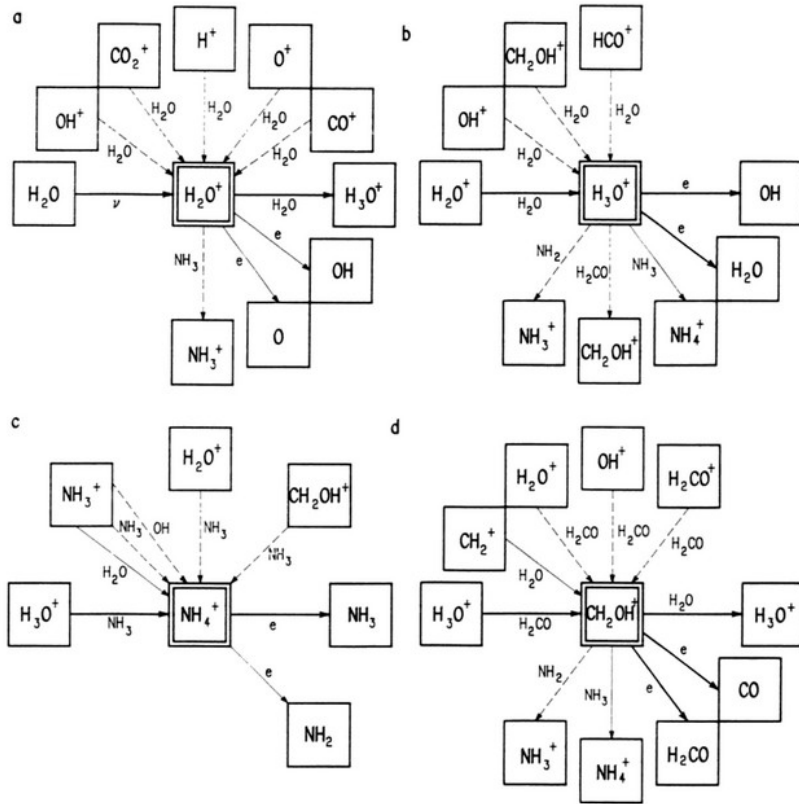 a
CO₂⁺ H⁺ O⁺
OH⁺ H₂O H₂O H₂O CO⁺
H₂O H₂O
H₂O ν H₂O⁺ H₂O H₃O⁺
NH₃ e e OH
NH₃⁺ O
b
CH₂OH⁺ HCO⁺
OH⁺ H₂O H₂O
H₂O
H₂O⁺ H₂O H₃O⁺ e OH
NH₂ H₂CO NH₃ e H₂O
NH₃⁺ CH₂OH⁺ NH₄⁺
c
H₂O⁺
NH₃⁺ CH₂OH⁺
NH₃ OH NH₃ NH₃
H₂O
H₃O⁺ NH₃ NH₄⁺ e NH₃
e
NH₂
d
H₂O⁺ OH⁺ H₂CO⁺
CH₂⁺ H₂CO H₂CO H₂CO
H₂O
H₃O⁺ H₂CO CH₂OH⁺ H₂O H₃O⁺
NH₂ NH₃ e e CO
NH₃⁺ NH₄⁺ H₂CO